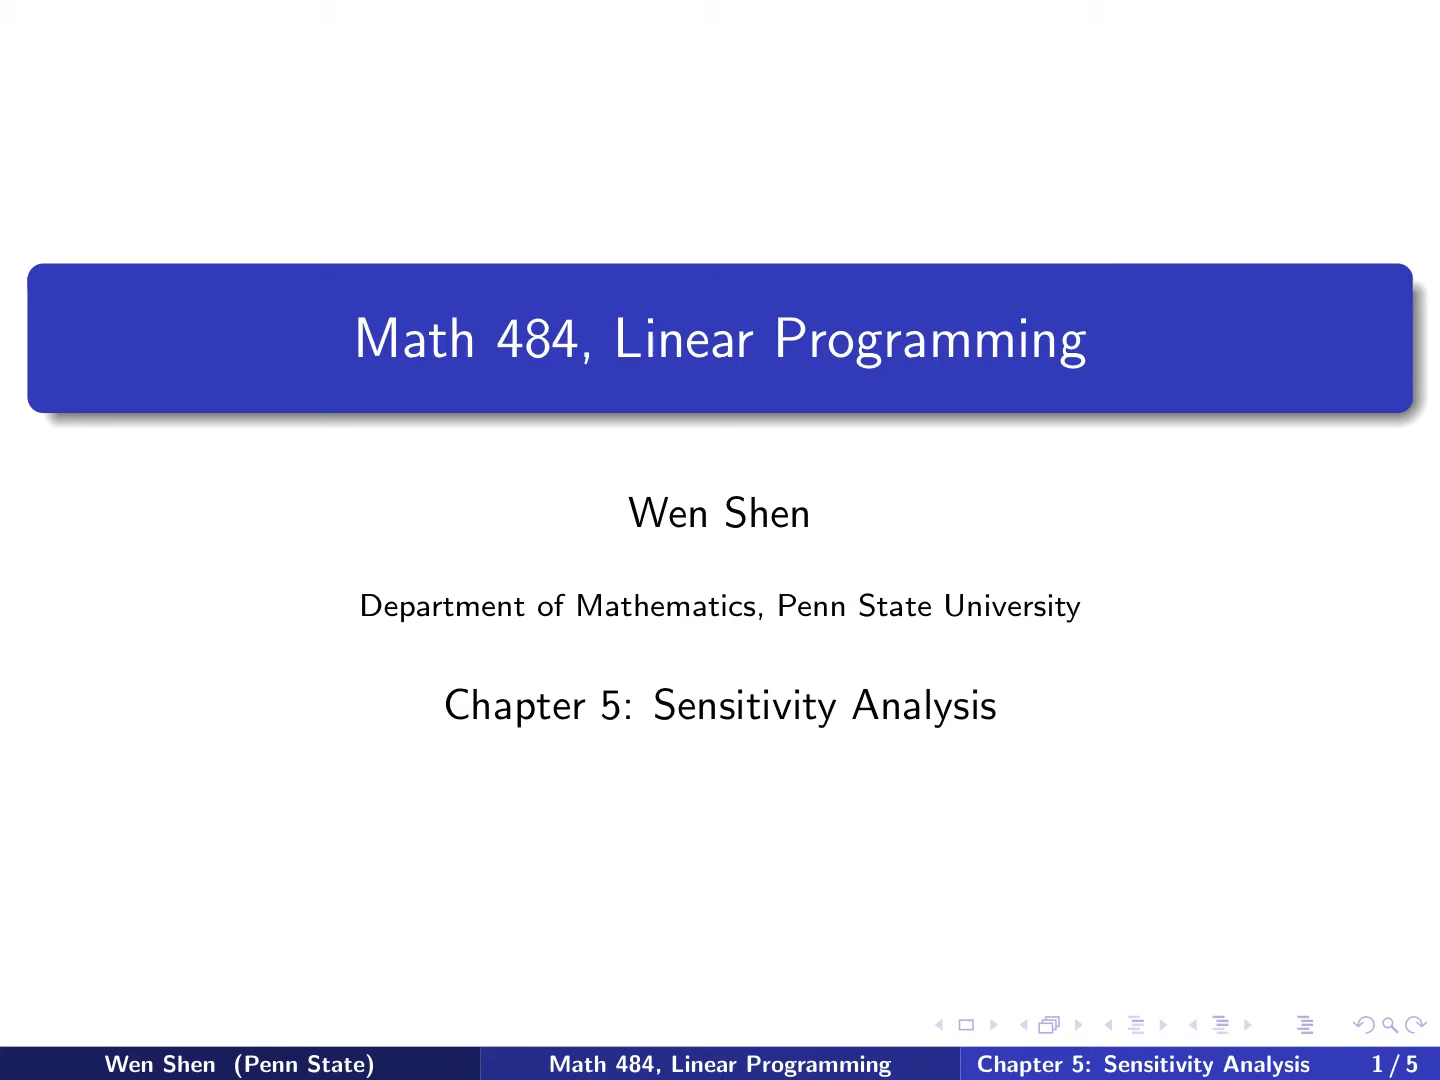 Math 484, Linear Programming
Wen Shen
Department of Mathematics, Penn State University
Chapter 5: Sensitivity Analysis
Wen Shen (Penn State)
Math 484, Linear Programming
Chapter 5: Sensitivity Analysis
1 / 5